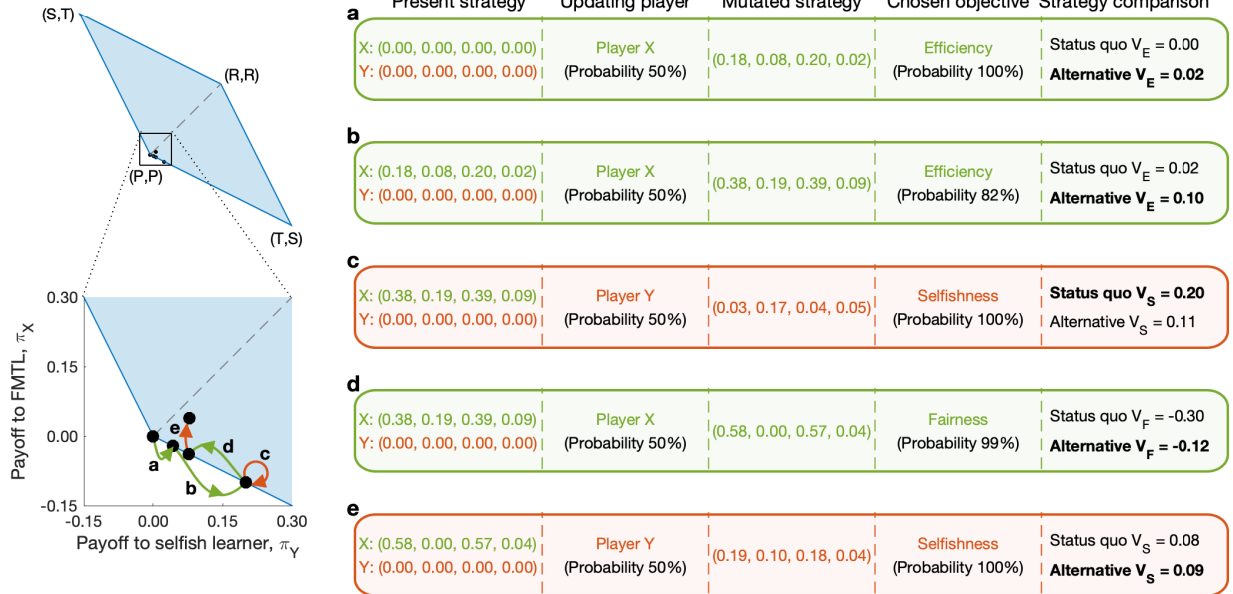 Present strategy Updating player Mutated strategy Chosen objective Strategy comparison
(S,T)
(R,R)
(P,P)
(T,S)
0.30
0.15
0.00
-0.15
-0.15 0.00 0.15 0.30
Payoff to FMTL, π_X
Payoff to selfish learner, π_Y
a
b
c
d
e
a
X: (0.00, 0.00, 0.00, 0.00)
Y: (0.00, 0.00, 0.00, 0.00)
Player X
(Probability 50%)
(0.18, 0.08, 0.20, 0.02)
Efficiency
(Probability 100%)
Status quo V_E = 0.00
Alternative V_E = 0.02
b
X: (0.18, 0.08, 0.20, 0.02)
Y: (0.00, 0.00, 0.00, 0.00)
Player X
(Probability 50%)
(0.38, 0.19, 0.39, 0.09)
Efficiency
(Probability 82%)
Status quo V_E = 0.02
Alternative V_E = 0.10
c
X: (0.38, 0.19, 0.39, 0.09)
Y: (0.00, 0.00, 0.00, 0.00)
Player Y
(Probability 50%)
(0.03, 0.17, 0.04, 0.05)
Selfishness
(Probability 100%)
Status quo V_S = 0.20
Alternative V_S = 0.11
d
X: (0.38, 0.19, 0.39, 0.09)
Y: (0.00, 0.00, 0.00, 0.00)
Player X
(Probability 50%)
(0.58, 0.00, 0.57, 0.04)
Fairness
(Probability 99%)
Status quo V_F = -0.30
Alternative V_F = -0.12
e
X: (0.58, 0.00, 0.57, 0.04)
Y: (0.00, 0.00, 0.00, 0.00)
Player Y
(Probability 50%)
(0.19, 0.10, 0.18, 0.04)
Selfishness
(Probability 100%)
Status quo V_S = 0.08
Alternative V_S = 0.09